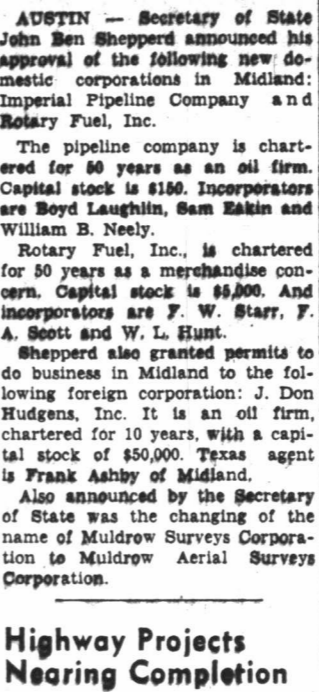 AUSTIN — Secretary of State
John Ben Shepperd announced his
approval of the following new do-
mestic corporations in Midland:
Imperial Pipeline Company and
Rotary Fuel, Inc.
The pipeline company is chart-
ered for 50 years as an oil firm.
Capital stock is $150. Incorporators
are Boyd Laughlin, Sam Eakin and
William B. Neely.
Rotary Fuel, Inc., is chartered
for 50 years as a merchandise con-
cern. Capital stock is $5,000. And
incorporators are F. W. Starr, F.
A. Scott and W. L. Hunt.
Shepperd also granted permits to
do business in Midland to the fol-
lowing foreign corporation: J. Don
Hudgens, Inc. It is an oil firm,
chartered for 10 years, with a capi-
tal stock of $50,000. Texas agent
is Frank Ashby of Midland.
Also announced by the Secretary
of State was the changing of the
name of Muldrow Surveys Corpora-
tion to Muldrow Aerial Surveys
Corporation.
Highway Projects
Nearing Completion